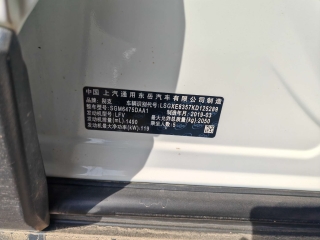 中国 上汽通用东岳汽车有限公司制造
品牌: 别克 车辆识别代号: LSGXE8357KD125289
整车型号: SGM6475DAA1 制造年月: 2019-03
发动机型号: LFV 最大允许总质量(kg): 2050
发动机排量(mL): 1490 乘坐人数: 5
发动机最大净功率(kW): 119